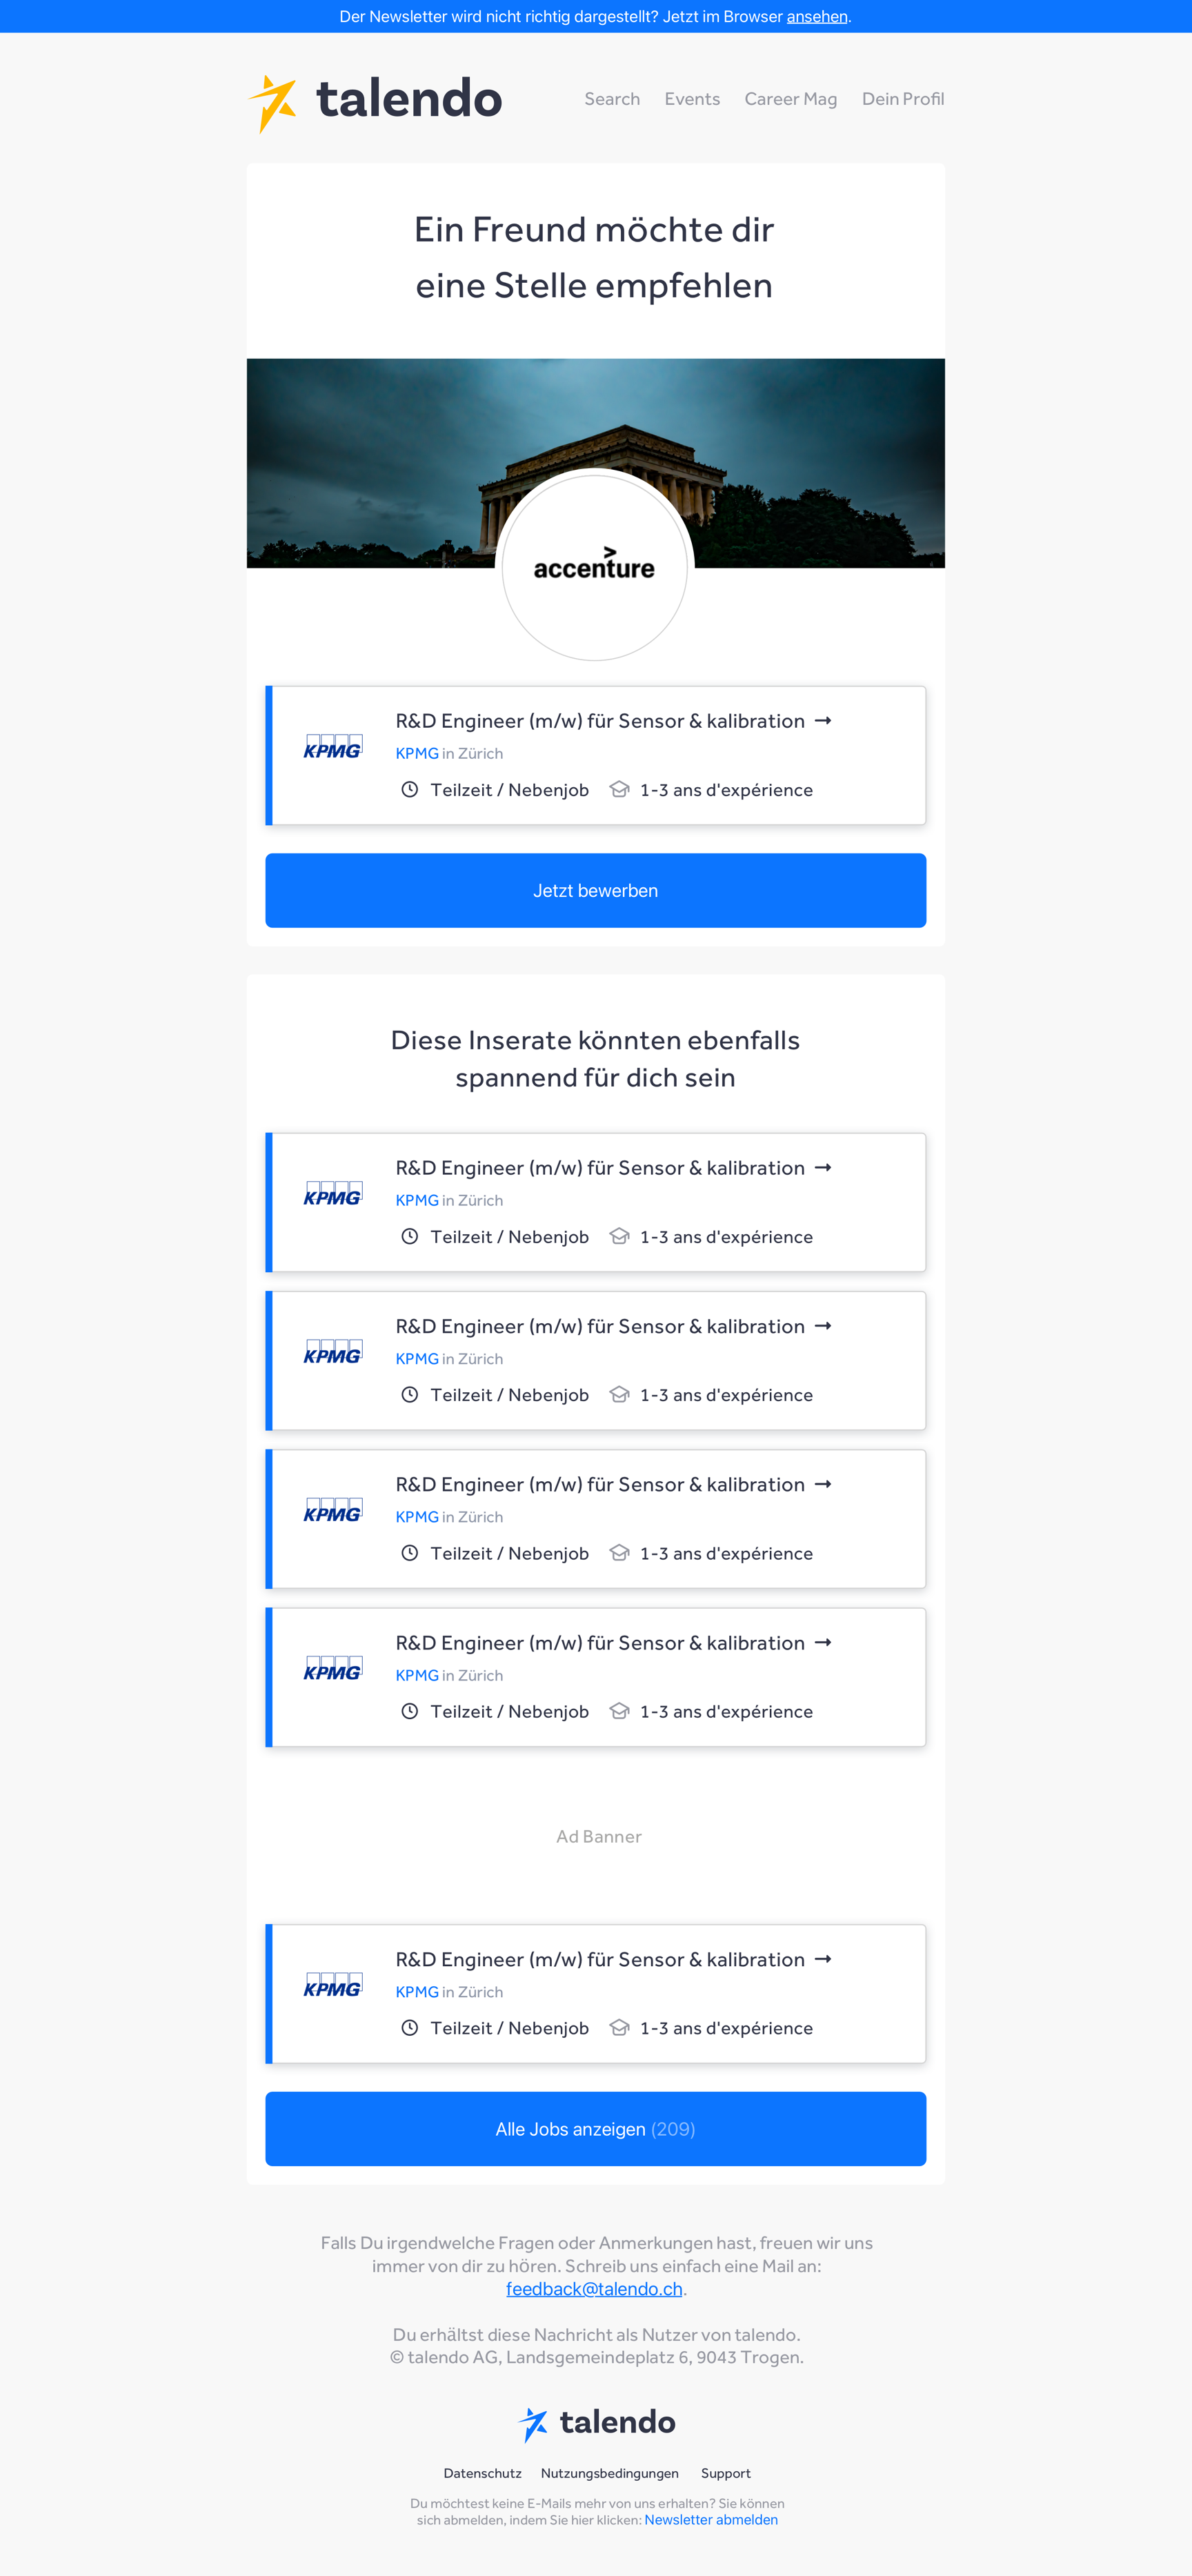 Der Newsletter wird nicht richtig dargestellt? Jetzt im Browser ansehen.
talendo
Search Events Career Mag Dein Profil
Ein Freund möchte dir
eine Stelle empfehlen
accenture
KPMG
R&D Engineer (m/w) für Sensor & kalibration →
KPMG in Zürich
Teilzeit / Nebenjob 1-3 ans d'expérience
Jetzt bewerben
Diese Inserate könnten ebenfalls
spannend für dich sein
KPMG
R&D Engineer (m/w) für Sensor & kalibration →
KPMG in Zürich
Teilzeit / Nebenjob 1-3 ans d'expérience
KPMG
R&D Engineer (m/w) für Sensor & kalibration →
KPMG in Zürich
Teilzeit / Nebenjob 1-3 ans d'expérience
KPMG
R&D Engineer (m/w) für Sensor & kalibration →
KPMG in Zürich
Teilzeit / Nebenjob 1-3 ans d'expérience
KPMG
R&D Engineer (m/w) für Sensor & kalibration →
KPMG in Zürich
Teilzeit / Nebenjob 1-3 ans d'expérience
Ad Banner
KPMG
R&D Engineer (m/w) für Sensor & kalibration →
KPMG in Zürich
Teilzeit / Nebenjob 1-3 ans d'expérience
Alle Jobs anzeigen (209)
Falls Du irgendwelche Fragen oder Anmerkungen hast, freuen wir uns
immer von dir zu hören. Schreib uns einfach eine Mail an:
feedback@talendo.ch.
Du erhältst diese Nachricht als Nutzer von talendo.
© talendo AG, Landsgemeindeplatz 6, 9043 Trogen.
talendo
Datenschutz Nutzungsbedingungen Support
Du möchtest keine E-Mails mehr von uns erhalten? Sie können
sich abmelden, indem Sie hier klicken: Newsletter abmelden